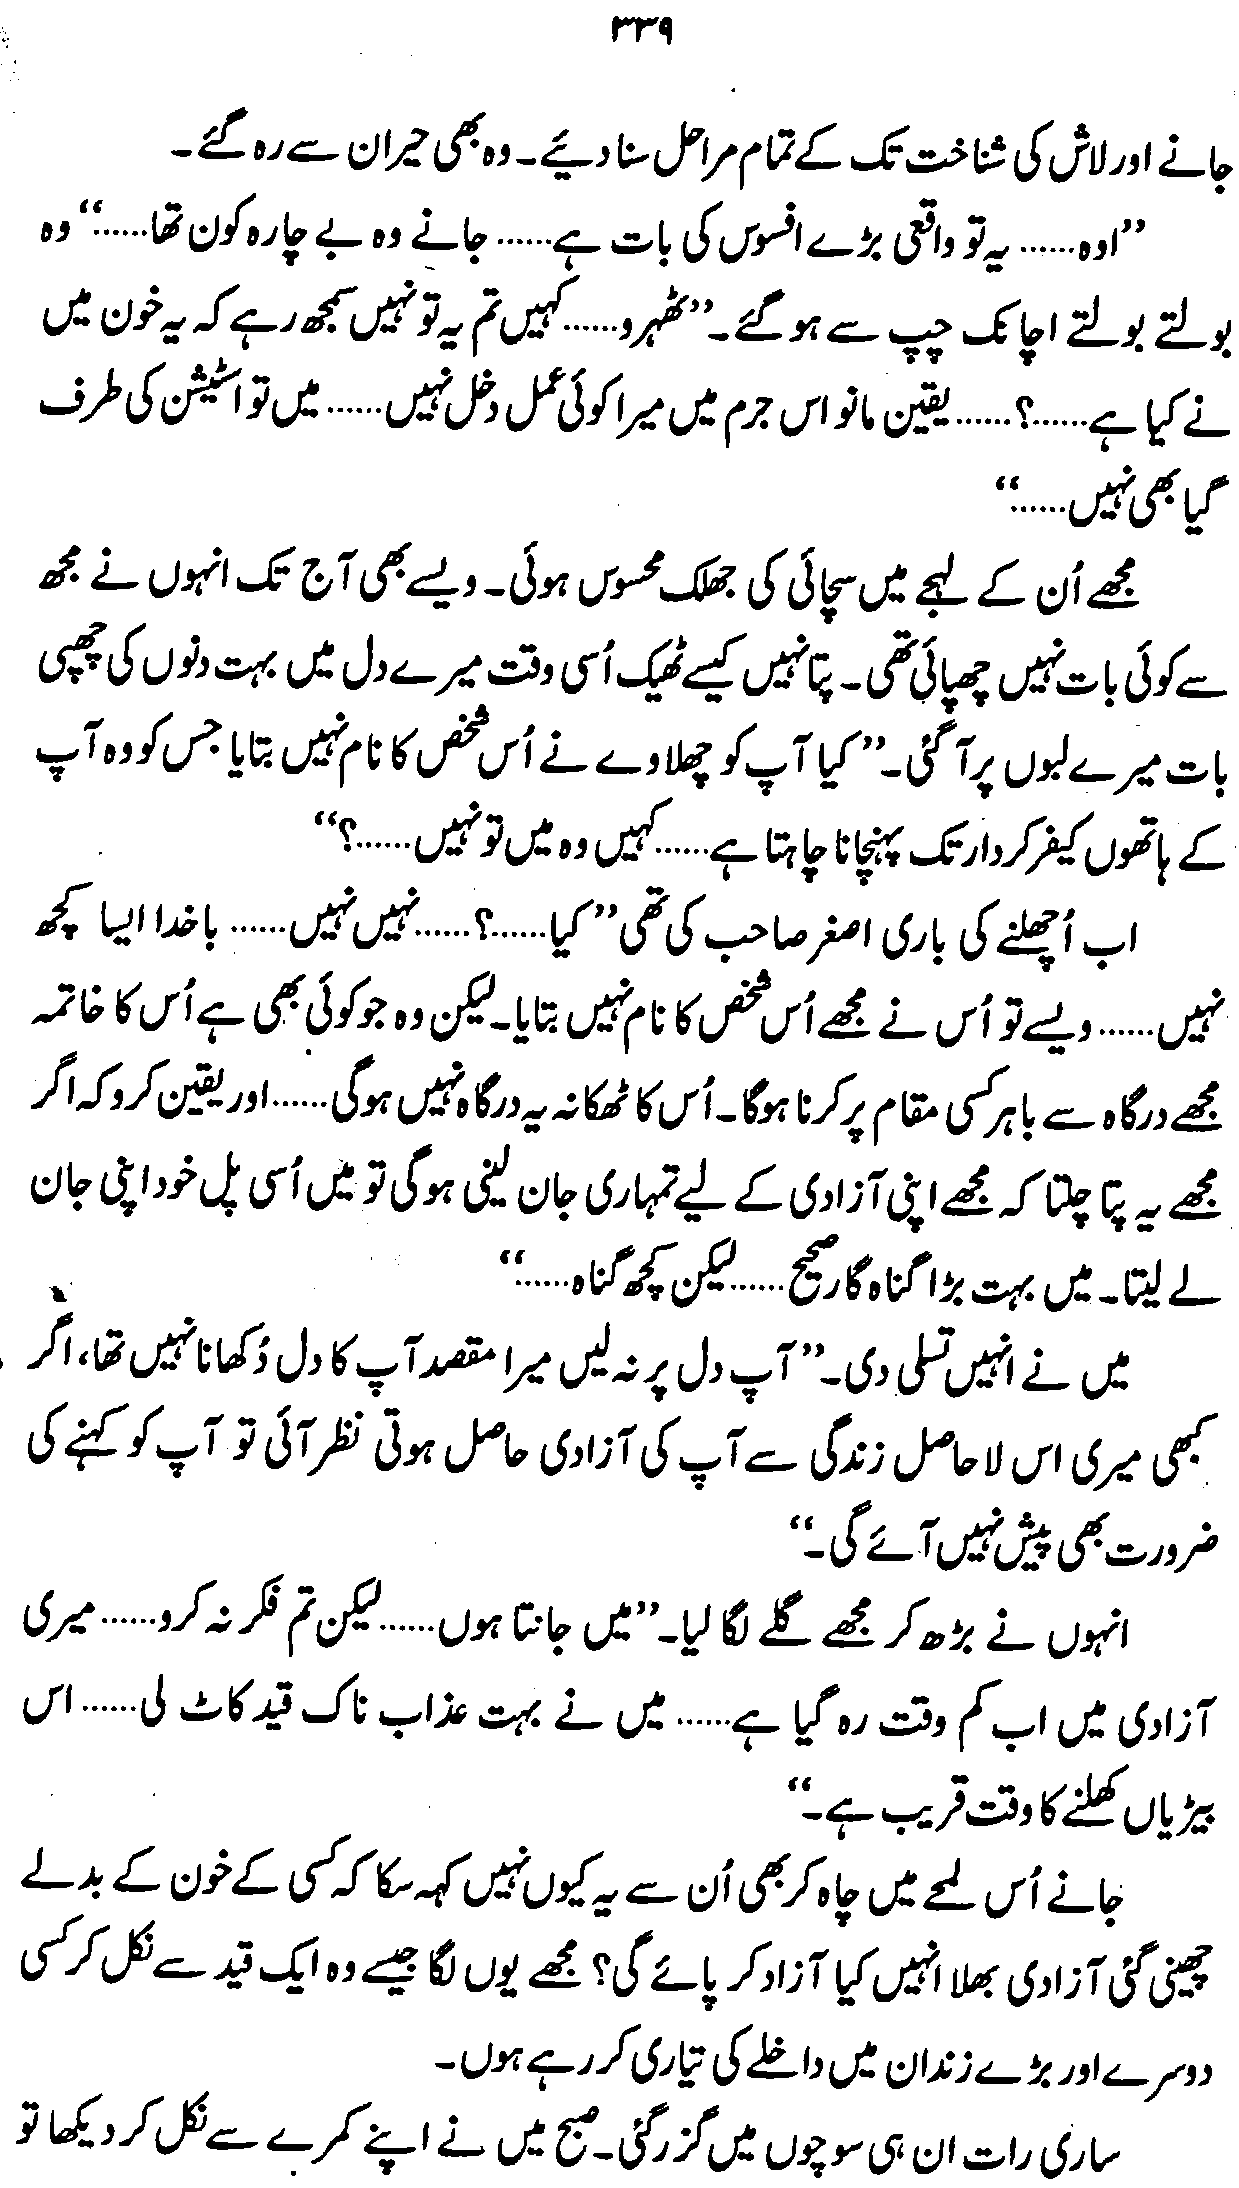 ۳۳۹
جانے اور لاش کی شناخت تک کے تمام مراحل سنا دیئے۔ وہ بھی حیران سے رہ گئے۔
”اوہ...... یہ تو واقعی بڑے افسوس کی بات ہے...... جانے وہ بے چارہ کون تھا......“ وہ
بولتے بولتے اچانک چپ سے ہو گئے۔ ”ٹھہرو...... کہیں تم یہ تو نہیں سمجھ رہے کہ یہ خون میں
نے کیا ہے......؟...... یقین مانو اس جرم میں میرا کوئی عمل دخل نہیں...... میں تو اسٹیشن کی طرف
گیا بھی نہیں......“
مجھے اُن کے لہجے میں سچائی کی جھلک محسوس ہوئی۔ ویسے بھی آج تک انہوں نے مجھ
سے کوئی بات نہیں چھپائی تھی۔ پتا نہیں کیسے ٹھیک اُسی وقت میرے دل میں بہت دنوں کی چھپی
بات میرے لبوں پر آ گئی۔ ”کیا آپ کو چھلاوے نے اُس شخص کا نام نہیں بتایا جس کو وہ آپ
کے ہاتھوں کیفر کردار تک پہنچانا چاہتا ہے...... کہیں وہ میں تو نہیں......؟“
اب اُچھلنے کی باری اصغر صاحب کی تھی ”کیا......؟...... نہیں نہیں...... باخدا ایسا کچھ
نہیں...... ویسے تو اُس نے مجھے اُس شخص کا نام نہیں بتایا۔ لیکن وہ جو کوئی بھی ہے اُس کا خاتمہ
مجھے درگاہ سے باہر کسی مقام پر کرنا ہوگا۔ اُس کا ٹھکانہ یہ درگاہ نہیں ہوگی...... اور یقین کرو کہ اگر
مجھے یہ پتا چلتا کہ مجھے اپنی آزادی کے لیے تمہاری جان لینی ہوگی تو میں اُسی پل خود اپنی جان
لے لیتا۔ میں بہت بڑا گناہ گار صحیح...... لیکن کچھ گناہ......“
میں نے انہیں تسلی دی۔ ”آپ دل پر نہ لیں میرا مقصد آپ کا دل دُکھانا نہیں تھا، اگر
کبھی میری اس لاحاصل زندگی سے آپ کی آزادی حاصل ہوتی نظر آئی تو آپ کو کہنے کی
ضرورت بھی پیش نہیں آئے گی۔“
انہوں نے بڑھ کر مجھے گلے لگا لیا۔ ”میں جانتا ہوں...... لیکن تم فکر نہ کرو...... میری
آزادی میں اب کم وقت رہ گیا ہے...... میں نے بہت عذاب ناک قید کاٹ لی...... اس
بیڑیاں کھلنے کا وقت قریب ہے۔“
جانے اُس لمحے میں چاہ کر بھی اُن سے یہ کیوں نہیں کہہ سکا کہ کسی کے خون کے بدلے
چھینی گئی آزادی بھلا انہیں کیا آزاد کر پائے گی؟ مجھے یوں لگا جیسے وہ ایک قید سے نکل کر کسی
دوسرے اور بڑے زندان میں داخلے کی تیاری کر رہے ہوں۔
ساری رات ان ہی سوچوں میں گزر گئی۔ صبح میں نے اپنے کمرے سے نکل کر دیکھا تو